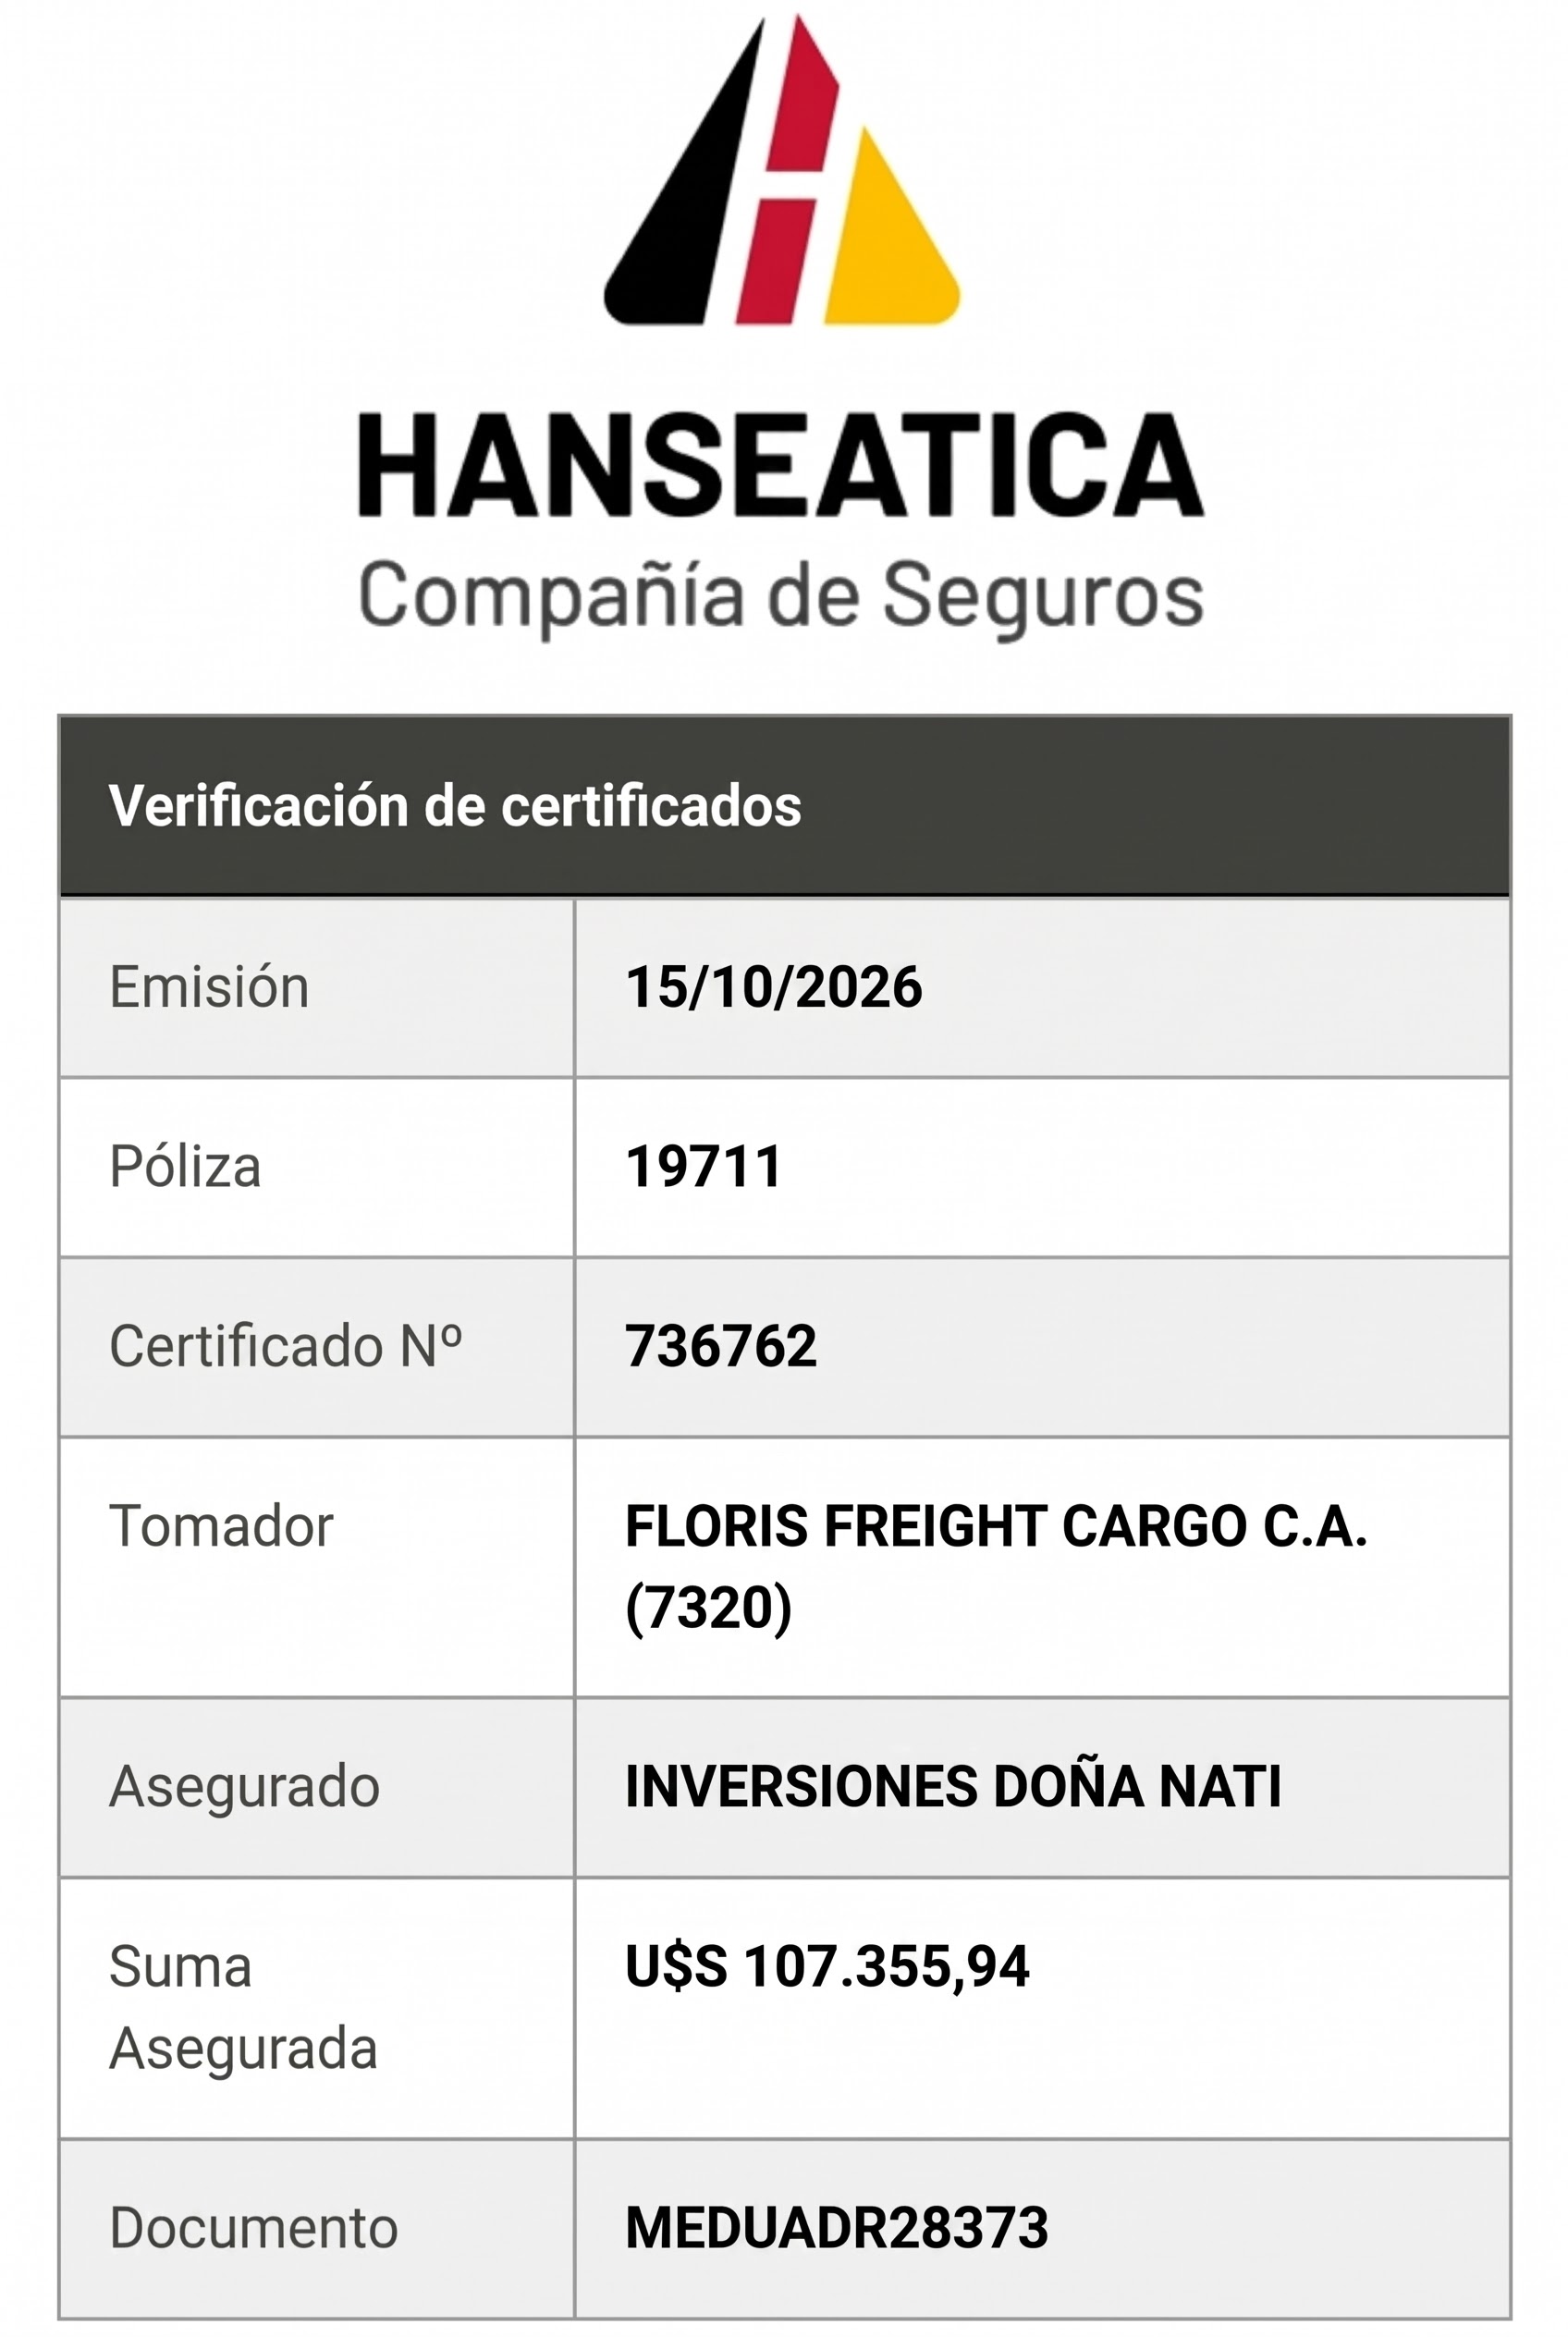 HANSEATICA
Compañía de Seguros
Verificación de certificados
Emisión
15/10/2026
Póliza
19711
Certificado Nº
736762
Tomador
FLORIS FREIGHT CARGO C.A.
(7320)
Asegurado
INVERSIONES DOÑA NATI
Suma
Asegurada
U$S 107.355,94
Documento
MEDUADR28373